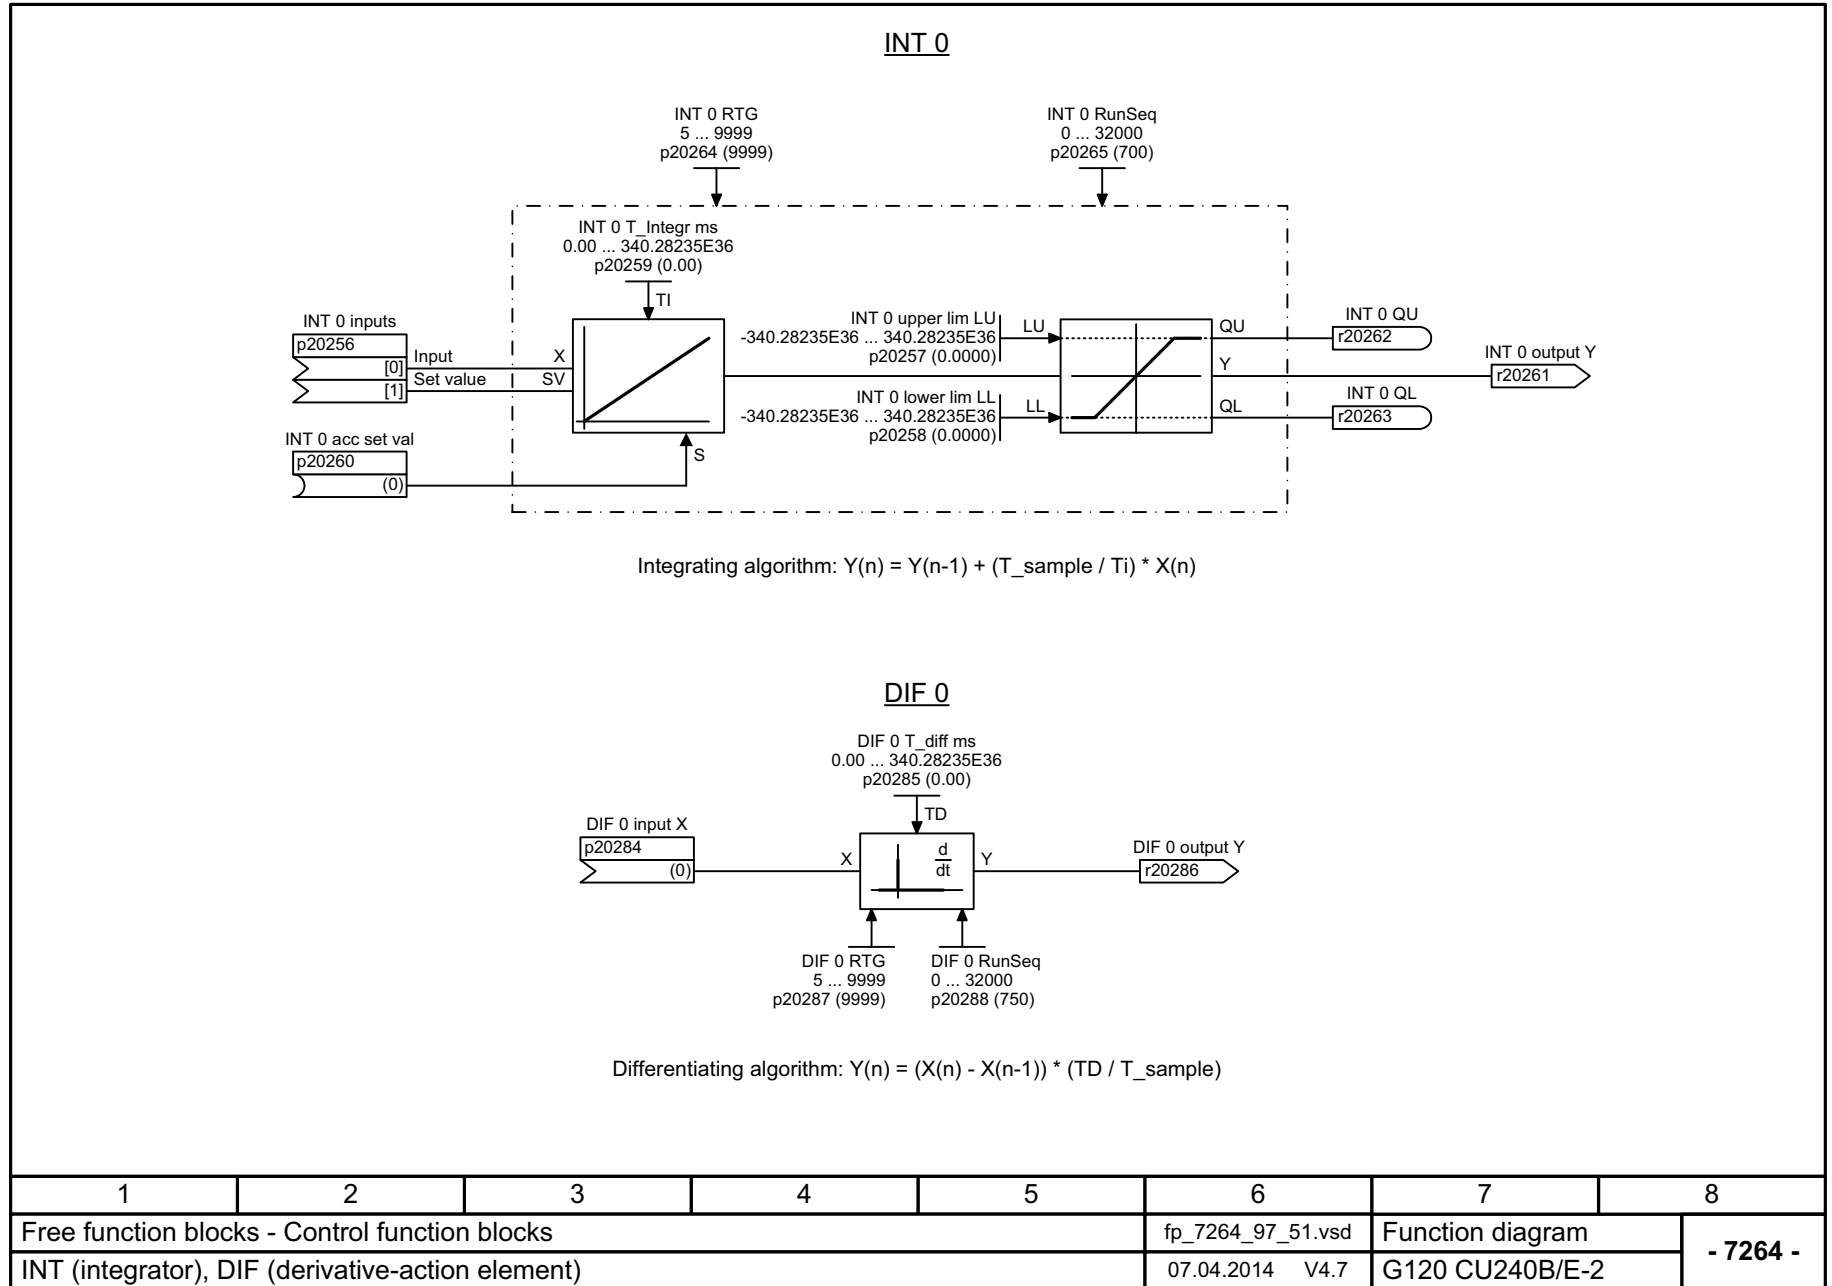 INT 0
INT 0 RTG
5 ... 9999
p20264 (9999)
INT 0 RunSeq
0 ... 32000
p20265 (700)
INT 0 T_Integr ms
0.00 ... 340.28235E36
p20259 (0.00)
TI
INT 0 inputs
p20256
[0]
[1]
Input
Set value
X
SV
INT 0 acc set val
p20260
(0)
S
INT 0 upper lim LU
-340.28235E36 ... 340.28235E36
p20257 (0.0000)
LU
INT 0 lower lim LL
-340.28235E36 ... 340.28235E36
p20258 (0.0000)
LL
QU
Y
QL
INT 0 QU
r20262
INT 0 output Y
r20261
INT 0 QL
r20263
Integrating algorithm: Y(n) = Y(n-1) + (T_sample / Ti) * X(n)
DIF 0
DIF 0 T_diff ms
0.00 ... 340.28235E36
p20285 (0.00)
TD
DIF 0 input X
p20284
(0)
X
d
dt
Y
DIF 0 output Y
r20286
DIF 0 RTG
5 ... 9999
p20287 (9999)
DIF 0 RunSeq
0 ... 32000
p20288 (750)
Differentiating algorithm: Y(n) = (X(n) - X(n-1)) * (TD / T_sample)
1 2 3 4 5 6 7 8
Free function blocks - Control function blocks
fp_7264_97_51.vsd
Function diagram
- 7264 -
INT (integrator), DIF (derivative-action element)
07.04.2014 V4.7
G120 CU240B/E-2